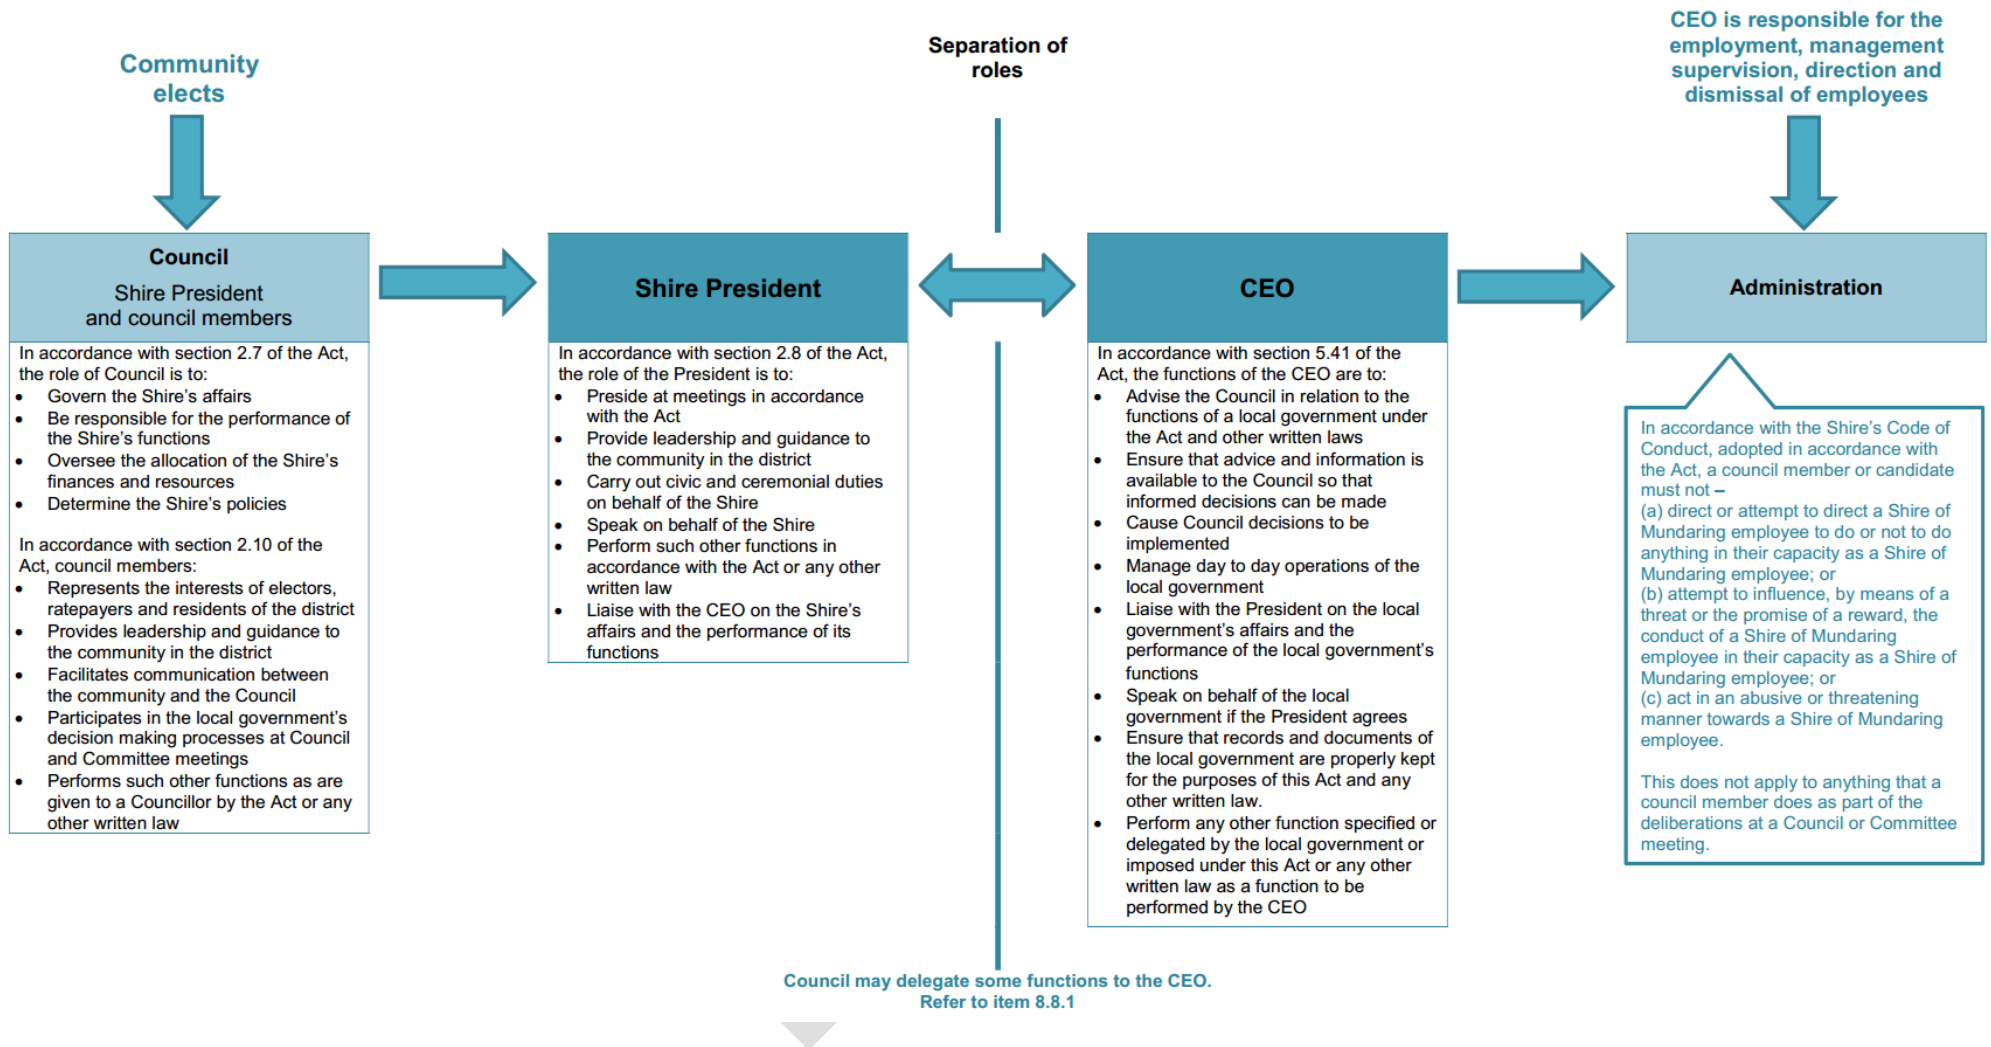 Community
elects
Separation of
roles
CEO is responsible for the
employment, management
supervision, direction and
dismissal of employees
Council
Shire President
and council members
In accordance with section 2.7 of the Act,
the role of Council is to:
• Govern the Shire's affairs
• Be responsible for the performance of
the Shire's functions
• Oversee the allocation of the Shire's
finances and resources
• Determine the Shire's policies
In accordance with section 2.10 of the
Act, council members:
• Represents the interests of electors,
ratepayers and residents of the district
• Provides leadership and guidance to
the community in the district
• Facilitates communication between
the community and the Council
• Participates in the local government's
decision making processes at Council
and Committee meetings
• Performs such other functions as are
given to a Councillor by the Act or any
other written law
Shire President
In accordance with section 2.8 of the Act,
the role of the President is to:
• Preside at meetings in accordance
with the Act
• Provide leadership and guidance to
the community in the district
• Carry out civic and ceremonial duties
on behalf of the Shire
• Speak on behalf of the Shire
• Perform such other functions in
accordance with the Act or any other
written law
• Liaise with the CEO on the Shire's
affairs and the performance of its
functions
CEO
In accordance with section 5.41 of the
Act, the functions of the CEO are to:
• Advise the Council in relation to the
functions of a local government under
the Act and other written laws
• Ensure that advice and information is
available to the Council so that
informed decisions can be made
• Cause Council decisions to be
implemented
• Manage day to day operations of the
local government
• Liaise with the President on the local
government's affairs and the
performance of the local government's
functions
• Speak on behalf of the local
government if the President agrees
• Ensure that records and documents of
the local government are properly kept
for the purposes of this Act and any
other written law.
• Perform any other function specified or
delegated by the local government or
imposed under this Act or any other
written law as a function to be
performed by the CEO
Administration
In accordance with the Shire's Code of
Conduct, adopted in accordance with
the Act, a council member or candidate
must not –
(a) direct or attempt to direct a Shire of
Mundaring employee to do or not to do
anything in their capacity as a Shire of
Mundaring employee; or
(b) attempt to influence, by means of a
threat or the promise of a reward, the
conduct of a Shire of Mundaring
employee in their capacity as a Shire of
Mundaring employee; or
(c) act in an abusive or threatening
manner towards a Shire of Mundaring
employee.
This does not apply to anything that a
council member does as part of the
deliberations at a Council or Committee
meeting.
Council may delegate some functions to the CEO.
Refer to item 8.8.1